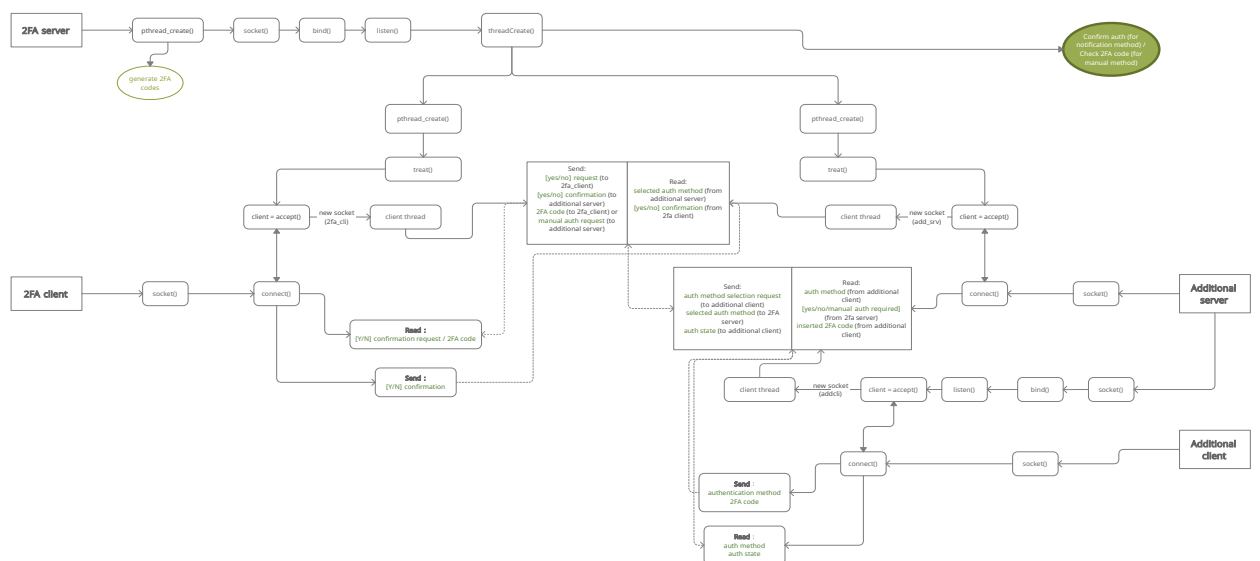 2FA server
pthread_create()
socket()
bind()
listen()
threadCreate()
Confirm auth (for
notification method) /
Check 2FA code (for
manual method)
generate 2FA
codes
pthread_create()
pthread_create()
treat()
treat()
Send:
[yes/no] request (to
2fa_client)
[yes/no] confirmation (to
additional server)
2FA code (to 2fa_client) or
manual auth request (to
additional server)
Read:
selected auth method (from
additional server)
[yes/no] confirmation (from
2fa client)
client = accept()
new socket
(2fa_cli)
client thread
client thread
new socket
(add_srv)
client = accept()
2FA client
socket()
connect()
Send:
auth method selection request
(to additional client)
selected auth method (to 2FA
server)
auth state (to additional client)
Read:
auth method (from additional
client)
[yes/no/manual auth required]
(from 2fa server)
inserted 2FA code (from additional
client)
connect()
socket()
Additional
server
Read :
[Y/N] confirmation request / 2FA code
Send :
[Y/N] confirmation
client thread
new socket
(addcli)
client = accept()
listen()
bind()
socket()
Additional
client
connect()
socket()
Send :
authentication method
2FA code
Read :
auth method
auth state